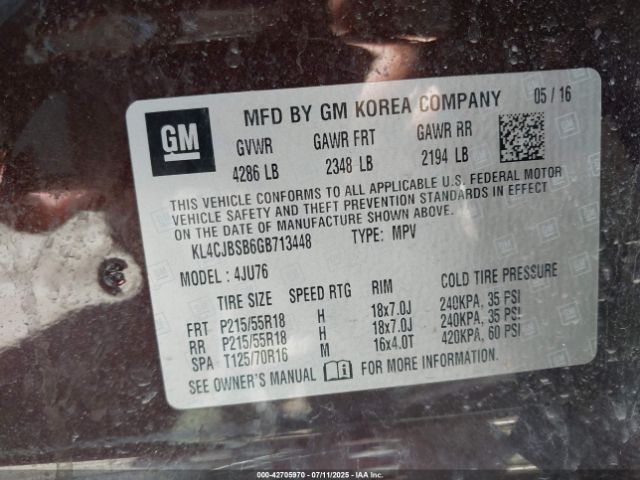 MFD BY GM KOREA COMPANY 05 / 16
GM
GVWR GAWR FRT GAWR RR
4286 LB 2348 LB 2194 LB
THIS VEHICLE CONFORMS TO ALL APPLICABLE U.S. FEDERAL MOTOR
VEHICLE SAFETY AND THEFT PREVENTION STANDARDS IN EFFECT
ON THE DATE OF MANUFACTURE SHOWN ABOVE.
KL4CJBSB6GB713448 TYPE: MPV
MODEL : 4JU76
TIRE SIZE SPEED RTG RIM COLD TIRE PRESSURE
FRT P215/55R18 H 18x7.0J 240KPA, 35 PSI
RR P215/55R18 H 18x7.0J 240KPA, 35 PSI
SPA T125/70R16 M 16x4.0T 420KPA, 60 PSI
SEE OWNER'S MANUAL FOR MORE INFORMATION.
000-42705970 - 07/11/2025 - IAAI.COM